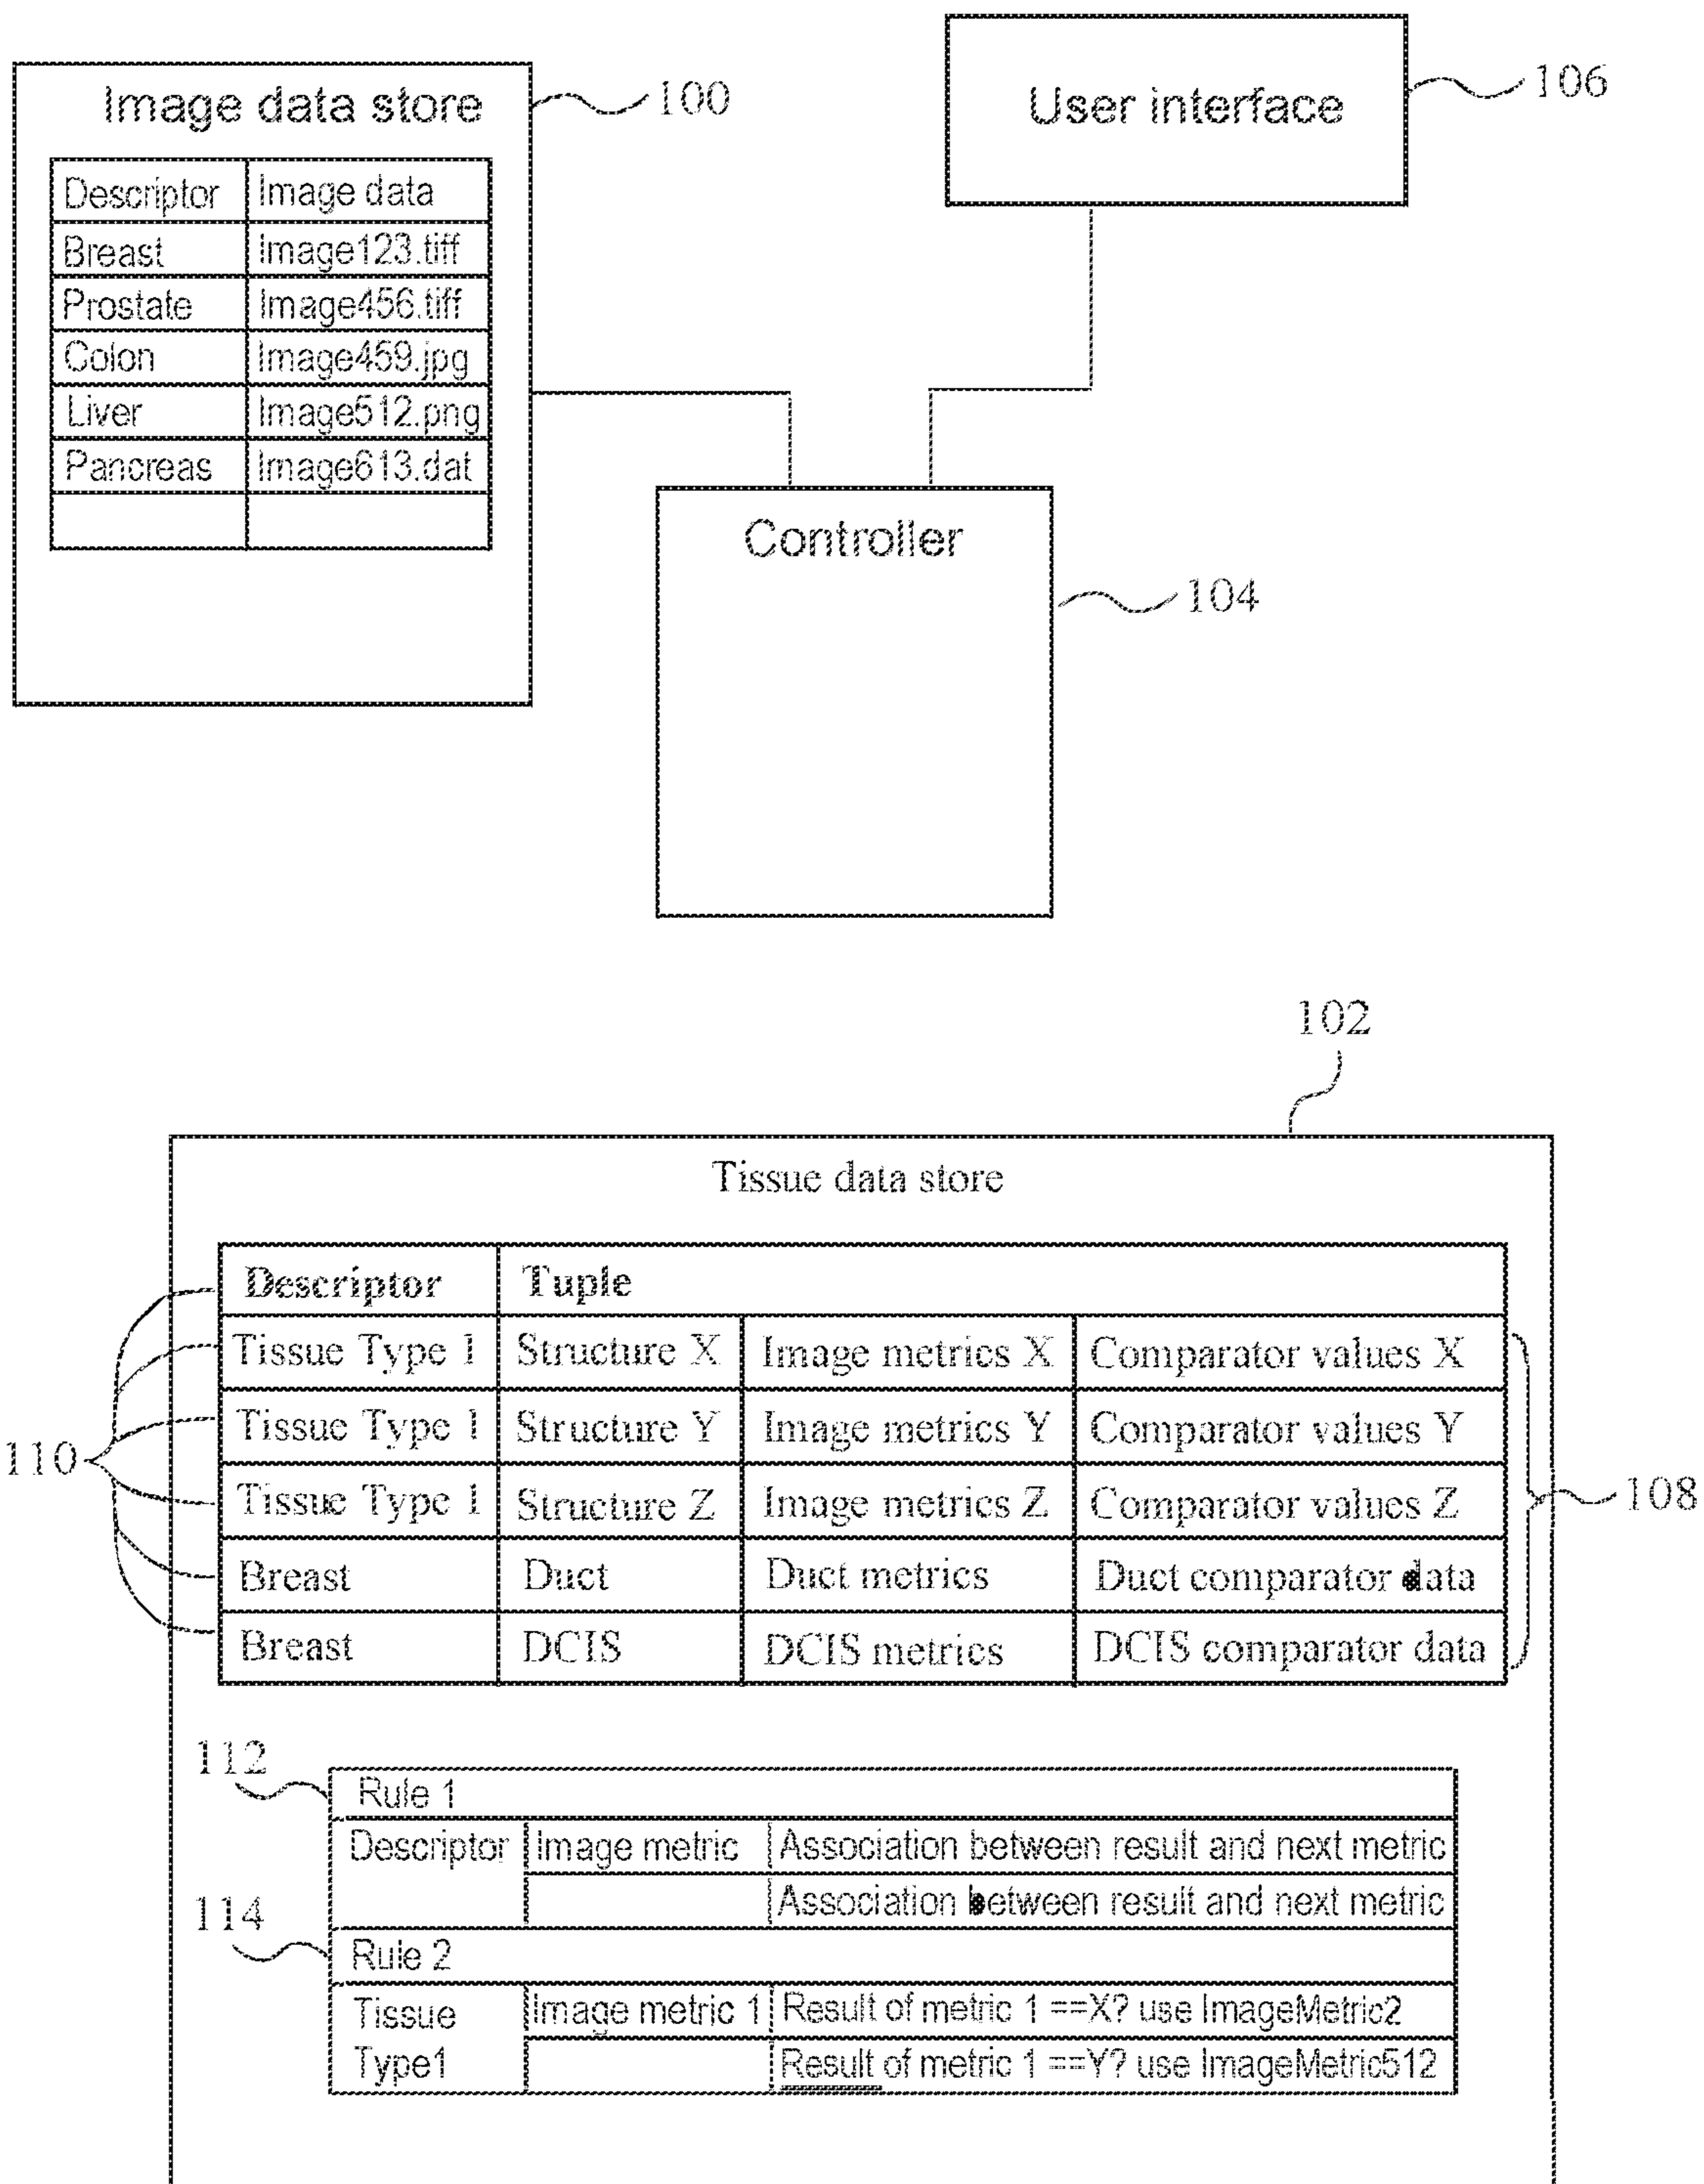 Image data store
100
Descriptor Image data
Breast Image123.tiff
Prostate Image456.tiff
Colon Image459.jpg
Liver Image512.png
Pancreas Image613.dat
User interface
106
Controller
104
102
Tissue data store
Descriptor Tuple
Tissue Type 1 Structure X Image metrics X Comparator values X
Tissue Type 1 Structure Y Image metrics Y Comparator values Y
110
Tissue Type 1 Structure Z Image metrics Z Comparator values Z
108
Breast Duct Duct metrics Duct comparator data
Breast DCIS DCIS metrics DCIS comparator data
112
Rule 1
Descriptor Image metric Association between result and next metric
Association between result and next metric
114
Rule 2
Tissue Image metric 1 Result of metric 1 ==X? use ImageMetric2
Type1 Result of metric 1 ==Y? use ImageMetric512